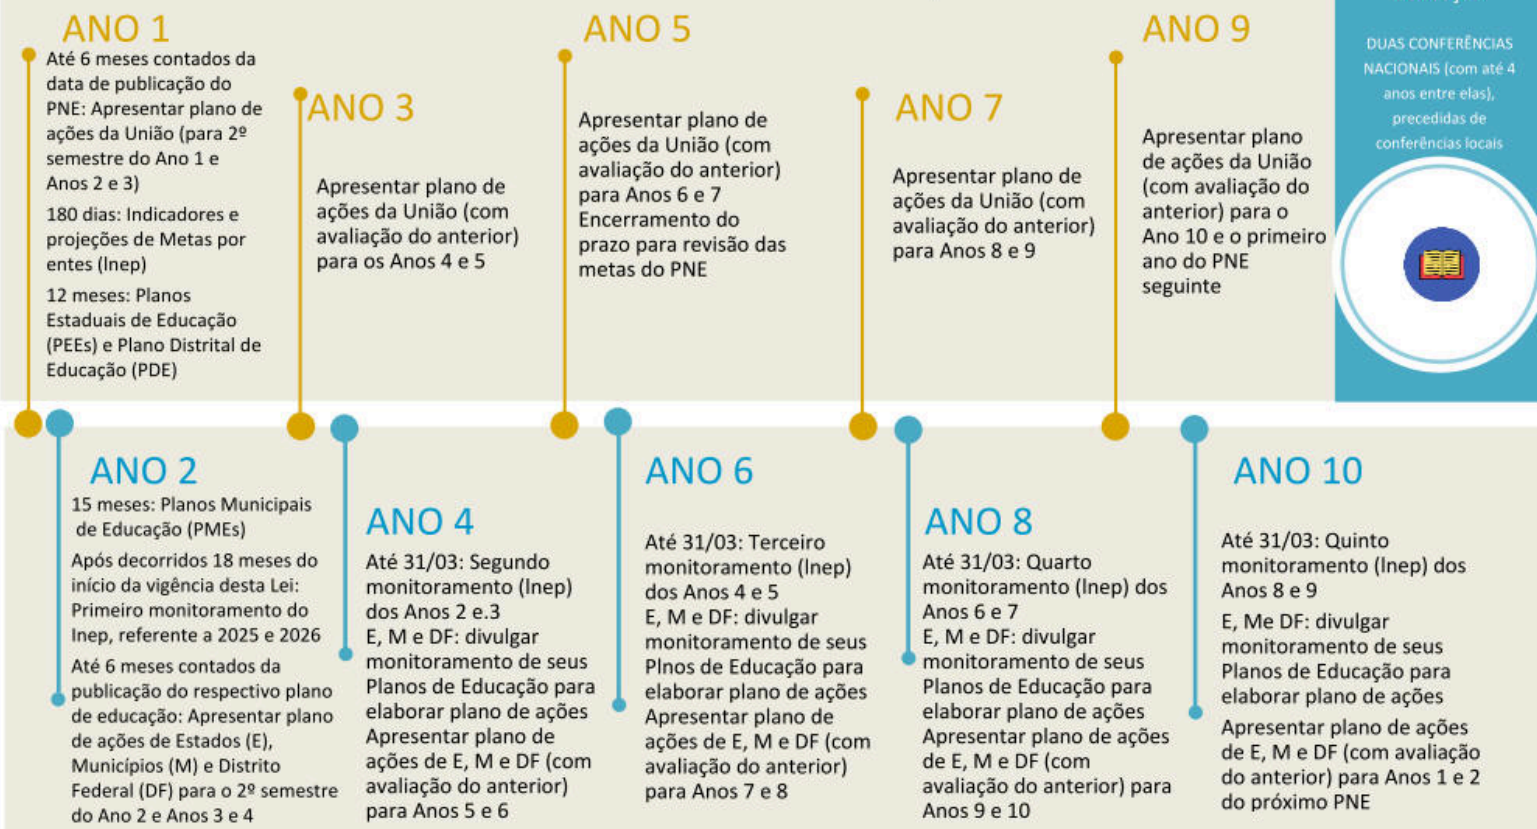 ANO 1
Até 6 meses contados da
data de publicação do
PNE: Apresentar plano de
ações da União (para 2º
semestre do Ano 1 e
Anos 2 e 3)
180 dias: Indicadores e
projeções de Metas por
entes (Inep)
12 meses: Planos
Estaduais de Educação
(PEEs) e Plano Distrital de
Educação (PDE)
ANO 3
Apresentar plano de
ações da União (com
avaliação do anterior)
para os Anos 4 e 5
ANO 5
Apresentar plano de
ações da União (com
avaliação do anterior)
para Anos 6 e 7
Encerramento do
prazo para revisão das
metas do PNE
ANO 7
Apresentar plano de
ações da União (com
avaliação do anterior)
para Anos 8 e 9
ANO 9
Apresentar plano
de ações da União
(com avaliação do
anterior) para o
Ano 10 e o primeiro
ano do PNE
seguinte
DUAS CONFERÊNCIAS
NACIONAIS (com até 4
anos entre elas),
precedidas de
conferências locais
ANO 2
15 meses: Planos Municipais
de Educação (PMEs)
Após decorridos 18 meses do
início da vigência desta Lei:
Primeiro monitoramento do
Inep, referente a 2025 e 2026
Até 6 meses contados da
publicação do respectivo plano
de educação: Apresentar plano
de ações de Estados (E),
Municípios (M) e Distrito
Federal (DF) para o 2º semestre
do Ano 2 e Anos 3 e 4
ANO 4
Até 31/03: Segundo
monitoramento (Inep)
dos Anos 2 e.3
E, M e DF: divulgar
monitoramento de seus
Planos de Educação para
elaborar plano de ações
Apresentar plano de
ações de E, M e DF (com
avaliação do anterior)
para Anos 5 e 6
ANO 6
Até 31/03: Terceiro
monitoramento (Inep)
dos Anos 4 e 5
E, M e DF: divulgar
monitoramento de seus
Plnos de Educação para
elaborar plano de ações
Apresentar plano de
ações de E, M e DF (com
avaliação do anterior)
para Anos 7 e 8
ANO 8
Até 31/03: Quarto
monitoramento (Inep) dos
Anos 6 e 7
E, M e DF: divulgar
monitoramento de seus
Planos de Educação para
elaborar plano de ações
Apresentar plano de ações
de E, M e DF (com
avaliação do anterior) para
Anos 9 e 10
ANO 10
Até 31/03: Quinto
monitoramento (Inep) dos
Anos 8 e 9
E, Me DF: divulgar
monitoramento de seus
Planos de Educação para
elaborar plano de ações
Apresentar plano de ações
de E, M e DF (com avaliação
do anterior) para Anos 1 e 2
do próximo PNE